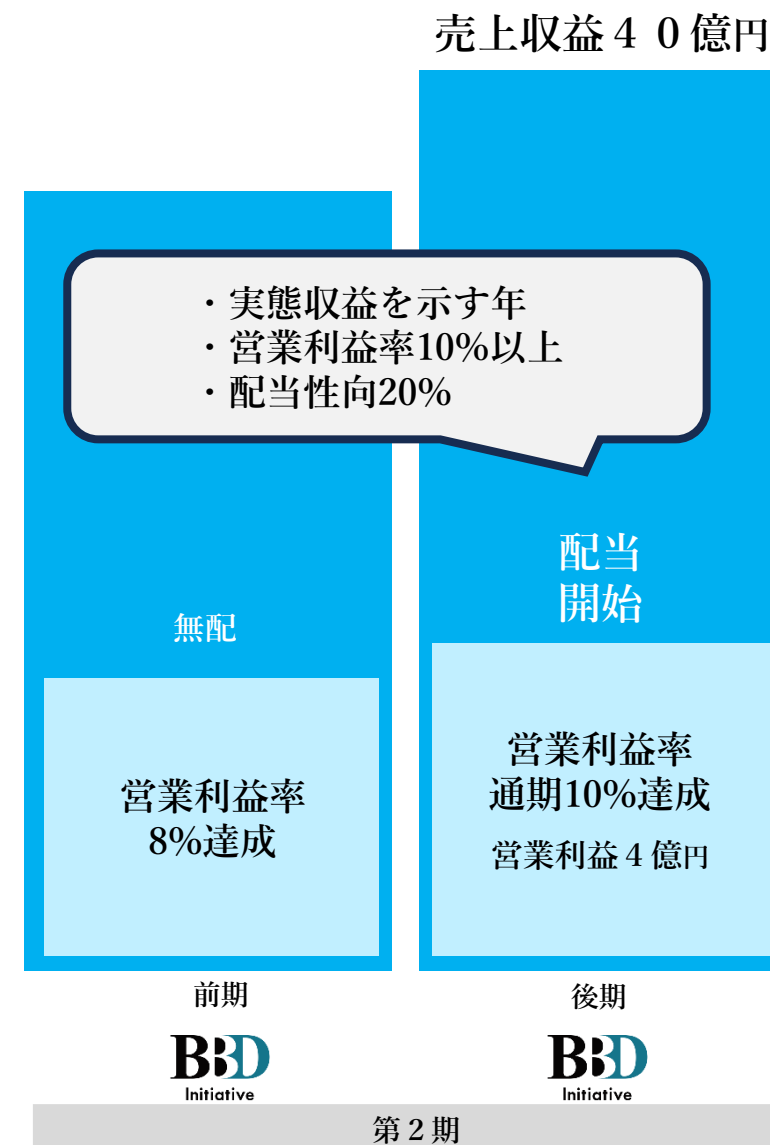 売上収益４０億円
・実態収益を示す年
・営業利益率10%以上
・配当性向20%
無配
配当
開始
営業利益率
8%達成
営業利益率
通期10%達成
営業利益４億円
前期
後期
BBD
Initiative
BBD
Initiative
第２期